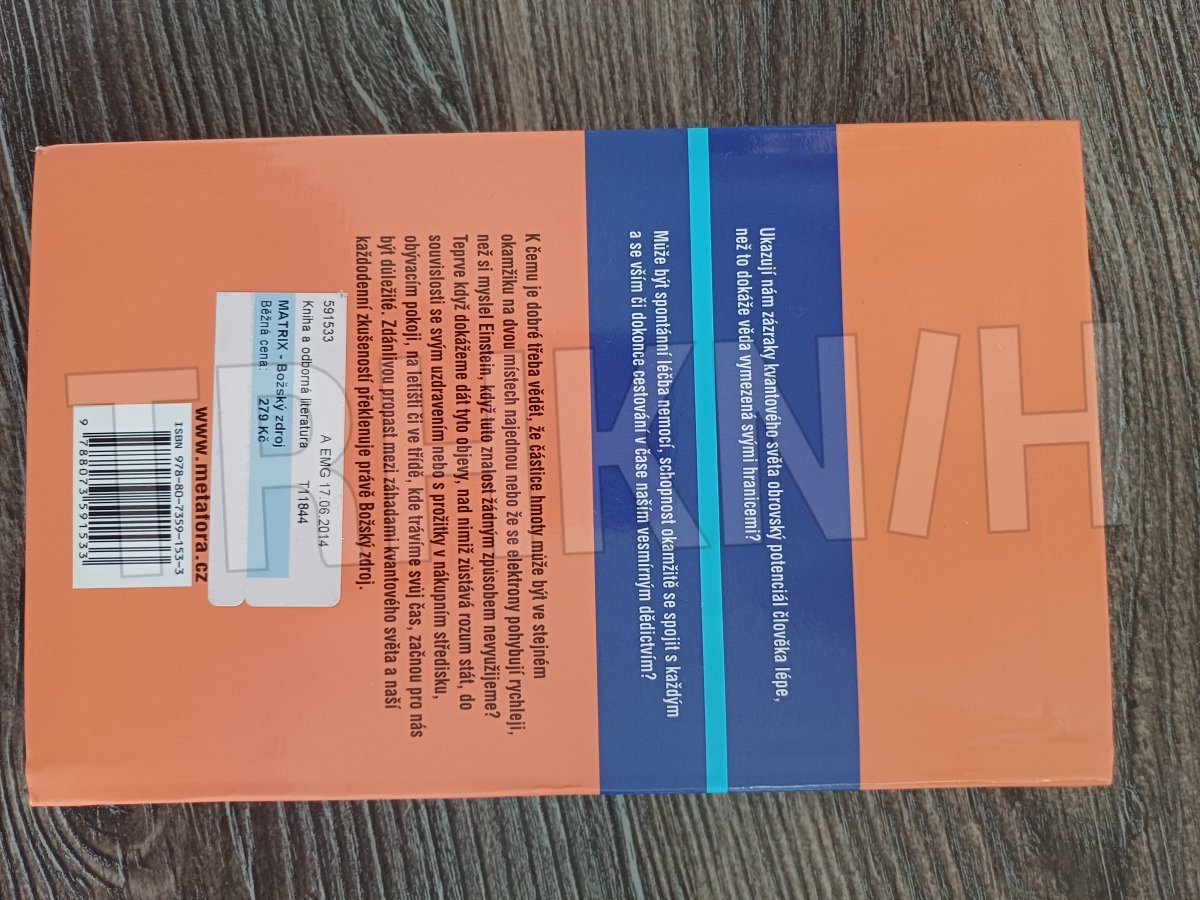 Ukazují nám zázraky kvantového světa obrovský potenciál člověka lépe,
než to dokáže věda vymezená svými hranicemi?
Může být spontánní léčba nemocí, schopnost okamžitě se spojit s každým
a se vším či dokonce cestování v čase naším vesmírným dědictvím?
K čemu je dobré třeba vědět, že částice hmoty může být ve stejném
okamžiku na dvou místech najednou nebo že se elektrony pohybují rychleji,
než si myslel Einstein, když tuto znalost žádným způsobem nevyužijeme?
Teprve když dokážeme dát tyto objevy, nad nimiž zůstává rozum stát, do
souvislosti se svým uzdravením nebo s prožitky v nákupním středisku,
obývacím pokoji, na letišti či ve třídě, kde trávíme svůj čas, začnou pro nás
být důležité. Zdánlivou propast mezi záhadami kvantového světa a naší
každodenní zkušeností překlenuje právě Božský zdroj.
591533 A EMG 17.06.2014
Kniha a odborná literatura T11844
MATRIX - Božský zdroj
Běžná cena: 279 Kč
www.metafora.cz
ISBN 978-80-7359-153-3
9 788073 591533
TRHKNIH